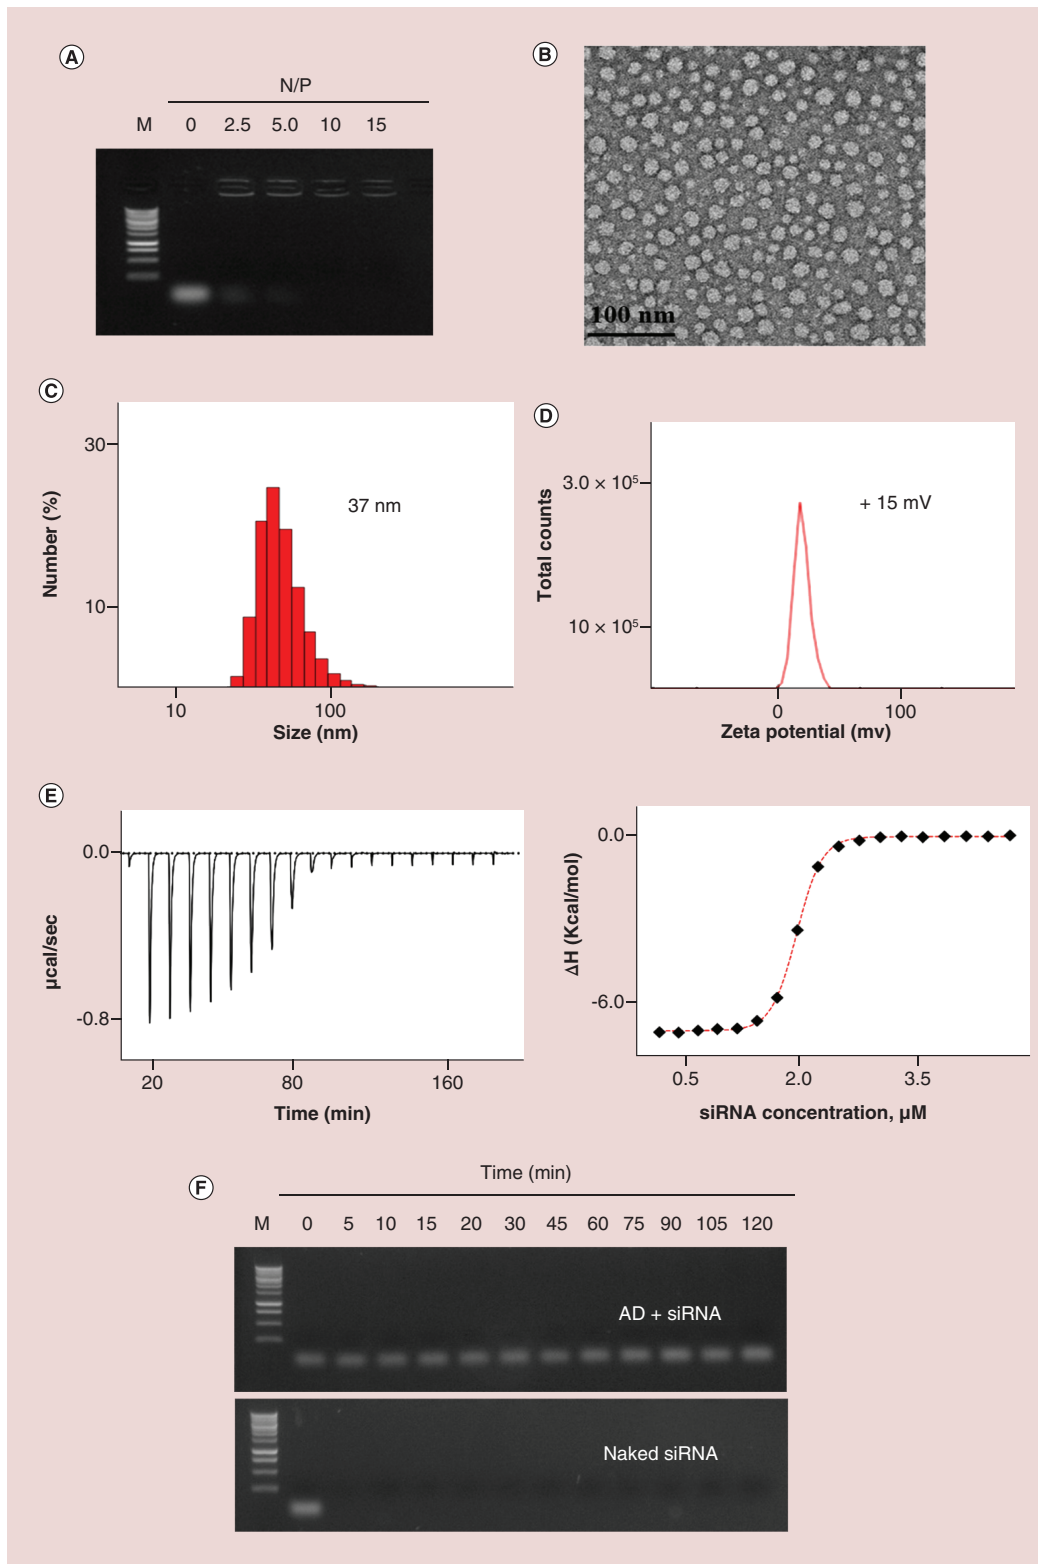 A
N/P
M 0 2.5 5.0 10 15
B
100 nm
C
30
10
Number (%)
37 nm
10 100
Size (nm)
D
3.0 × 10⁵
10 × 10⁵
Total counts
+ 15 mV
0 100
Zeta potential (mv)
E
0.0
-0.8
µcal/sec
20 80 160
Time (min)
0.0
-6.0
ΔH (Kcal/mol)
0.5 2.0 3.5
siRNA concentration, µM
F
Time (min)
M 0 5 10 15 20 30 45 60 75 90 105 120
AD + siRNA
Naked siRNA